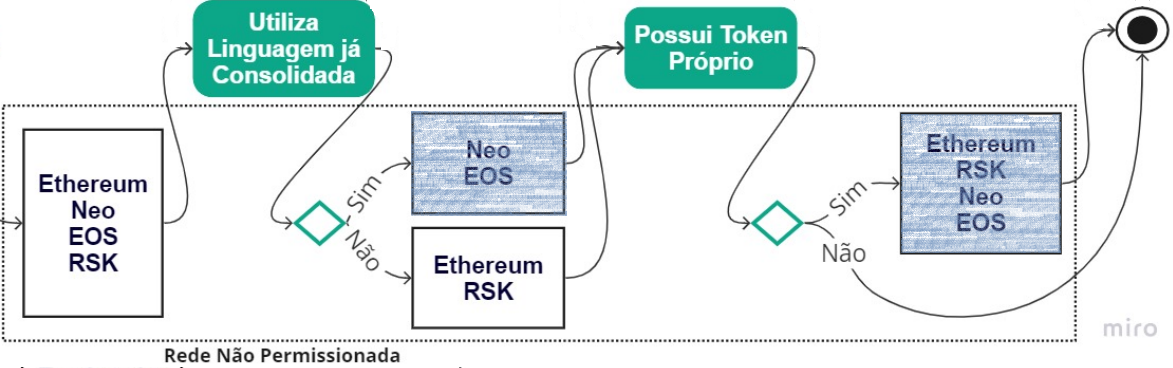 Utiliza
Linguagem já
Consolidada
Possui Token
Próprio
Ethereum
Neo
EOS
RSK
Sim
Não
Neo
EOS
Ethereum
RSK
Sim
Não
Ethereum
RSK
Neo
EOS
miro
Rede Não Permissionada